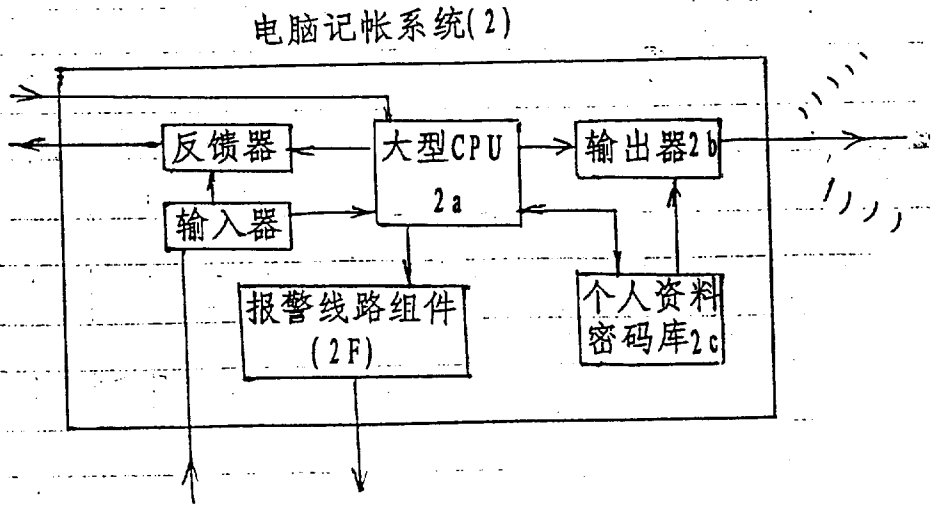 电脑记帐系统(2)
反馈器
大型CPU
2a
输出器2b
输入器
报警线路组件
(2F)
个人资料
密码库2c